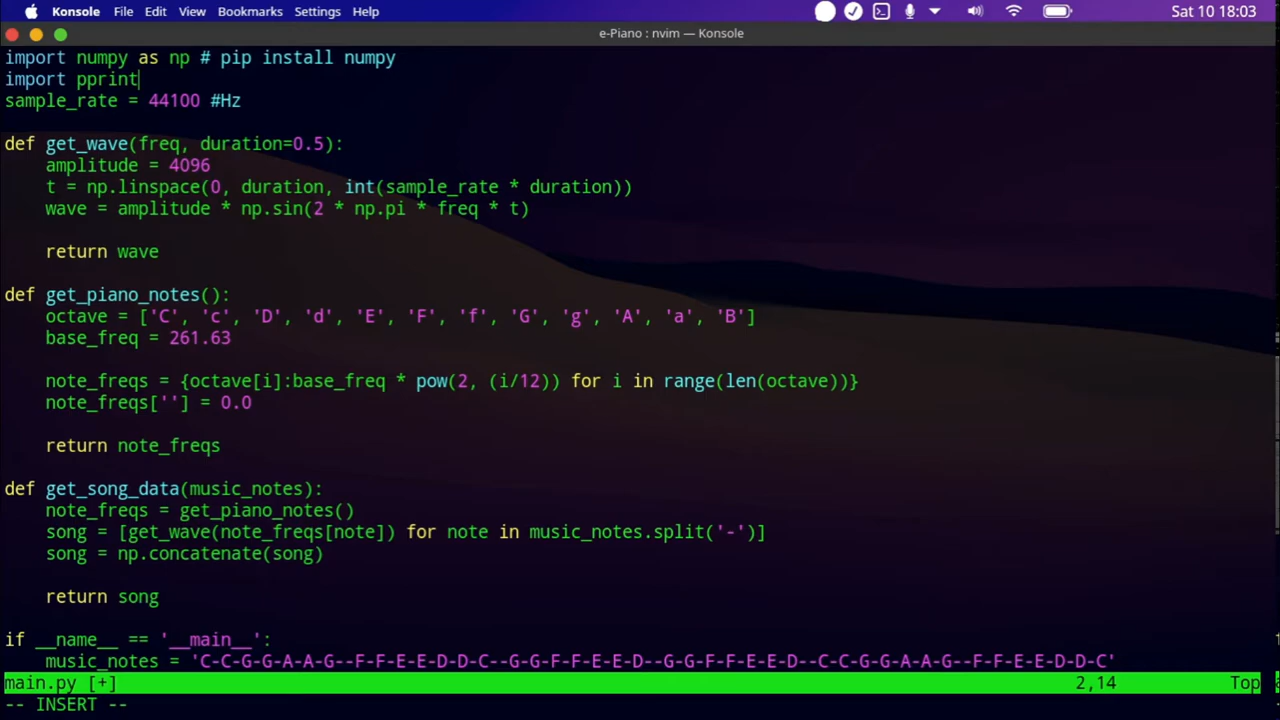 Konsole File Edit View Bookmarks Settings Help Sat 10 18:03
e-Piano : nvim — Konsole
import numpy as np # pip install numpy
import pprint
sample_rate = 44100 #Hz
def get_wave(freq, duration=0.5):
    amplitude = 4096
    t = np.linspace(0, duration, int(sample_rate * duration))
    wave = amplitude * np.sin(2 * np.pi * freq * t)
    return wave
def get_piano_notes():
    octave = ['C', 'c', 'D', 'd', 'E', 'F', 'f', 'G', 'g', 'A', 'a', 'B']
    base_freq = 261.63
    note_freqs = {octave[i]:base_freq * pow(2, (i/12)) for i in range(len(octave))}
    note_freqs[''] = 0.0
    return note_freqs
def get_song_data(music_notes):
    note_freqs = get_piano_notes()
    song = [get_wave(note_freqs[note]) for note in music_notes.split('-')]
    song = np.concatenate(song)
    return song
if __name__ == '__main__':
    music_notes = 'C-C-G-G-A-A-G--F-F-E-E-D-D-C--G-G-F-F-E-E-D--G-G-F-F-E-E-D--C-C-G-G-A-A-G--F-F-E-E-D-D-C'
main.py [+] 2,14 Top
-- INSERT --